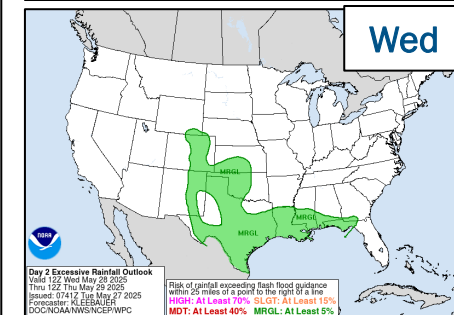 Wed
MRGL
MRGL
MRGL
NOAA
Day 2 Excessive Rainfall Outlook
Valid 12Z Wed May 28 2025
Thru 12Z Thu May 29 2025
Issued: 0741Z Tue May 27 2025
Forecaster: KLEEBAUER
DOC/NOAA/NWS/NCEP/WPC
Risk of rainfall exceeding flash flood guidance
within 25 miles of a point to the right of a line
HIGH: At Least 70% SLGT: At Least 15%
MDT: At Least 40% MRGL: At Least 5%